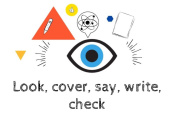 Look, cover, say, write,
check